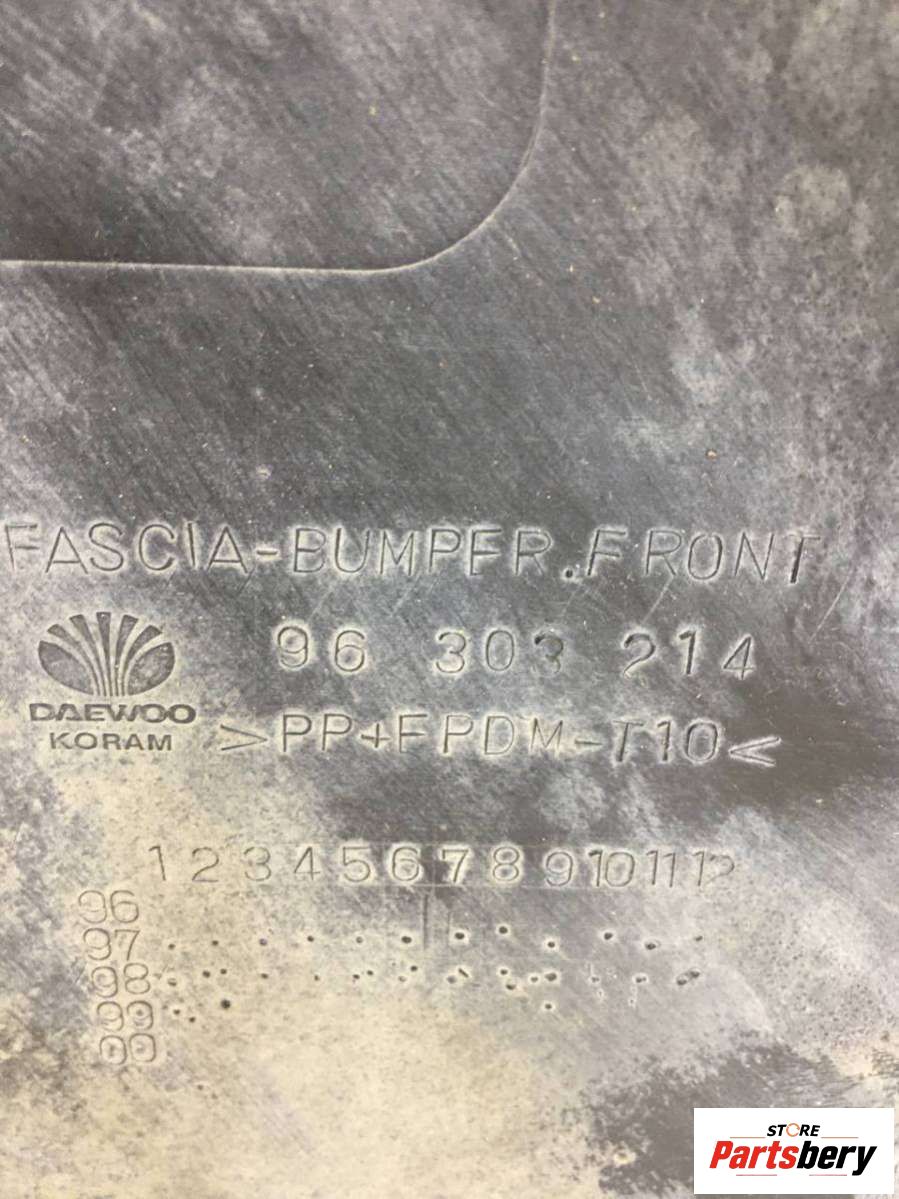 FASCIA-BUMPER.FRONT
96 303 214
DAEWOO
KORAM
>PP+EPDM-T10<
1 2 3 4 5 6 7 8 9 10 11 12
96
97
98
99
00
STORE
Partsbery